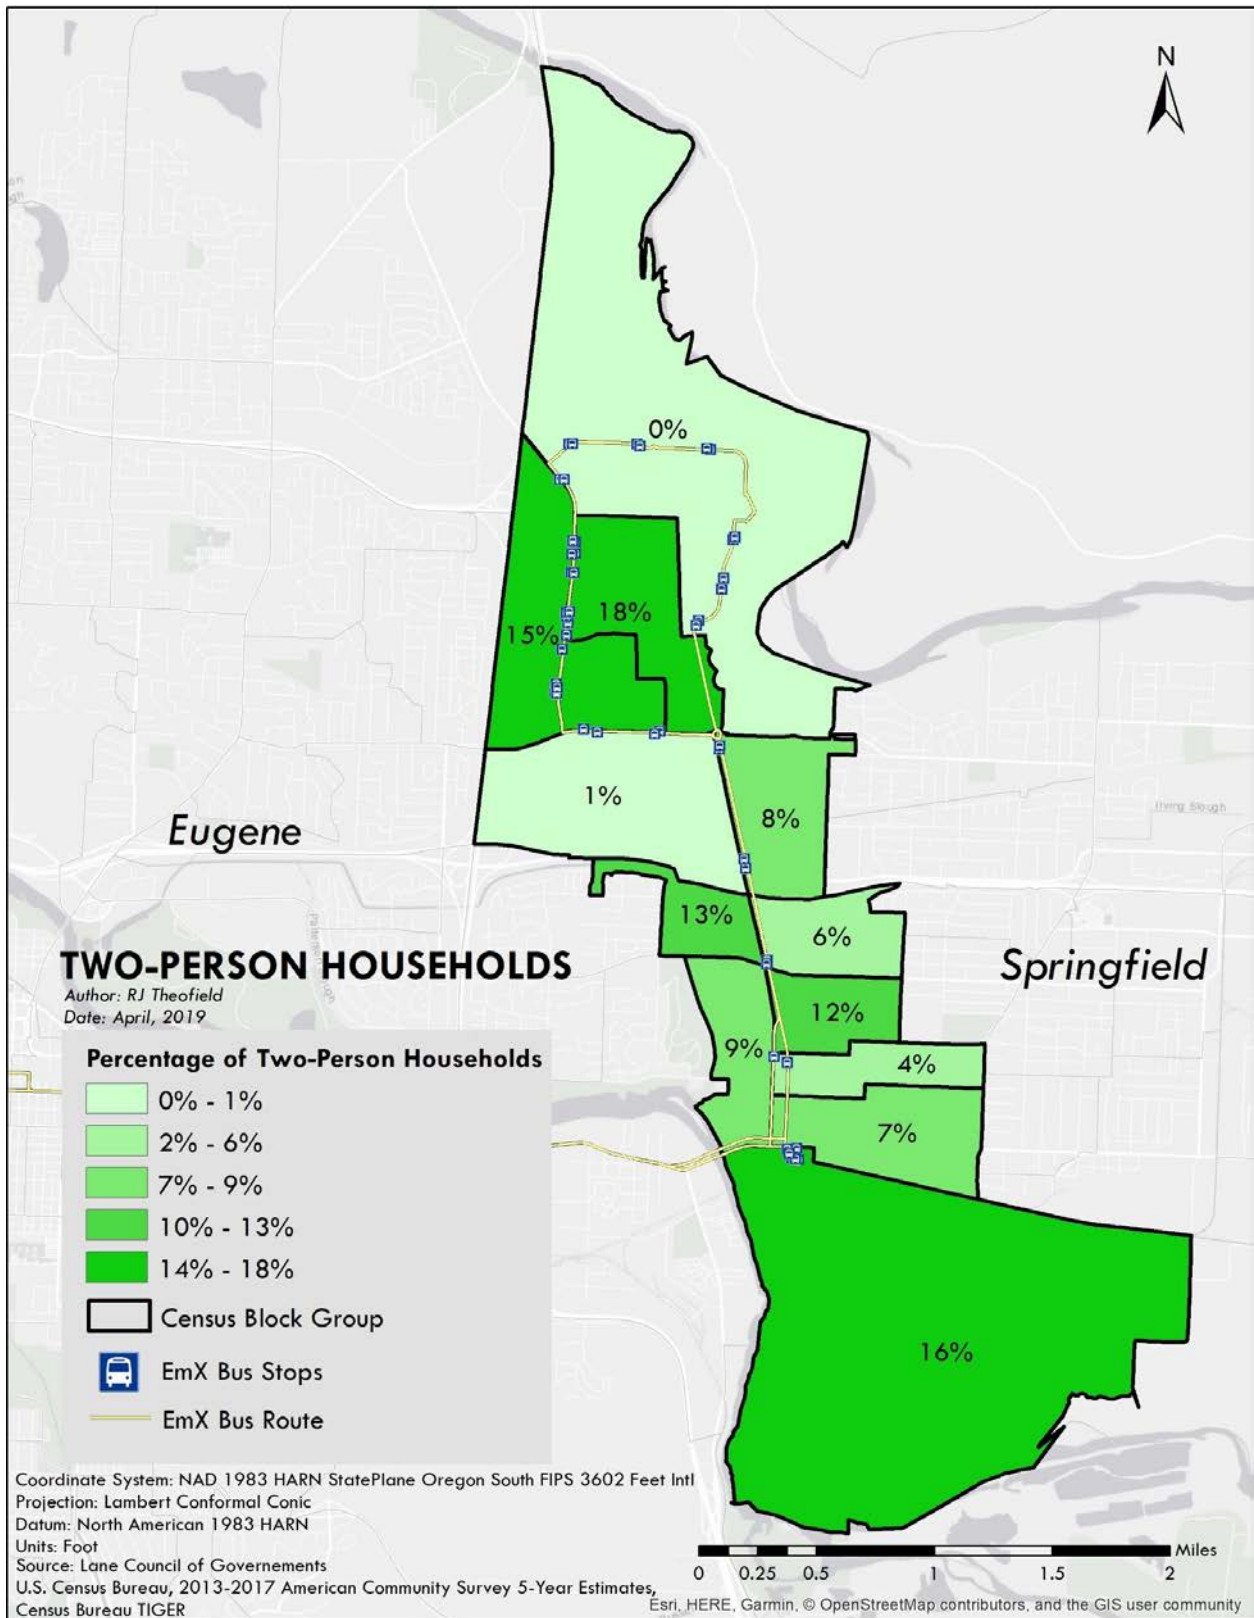 N
0%
18%
15%
1%
8%
Eugene
Irving Slough
13%
6%
Springfield
TWO-PERSON HOUSEHOLDS
Author: RJ Theofield
Date: April, 2019
12%
9%
4%
7%
Percentage of Two-Person Households
0% - 1%
2% - 6%
7% - 9%
10% - 13%
14% - 18%
Census Block Group
EmX Bus Stops
EmX Bus Route
16%
Coordinate System: NAD 1983 HARN StatePlane Oregon South FIPS 3602 Feet Intl
Projection: Lambert Conformal Conic
Datum: North American 1983 HARN
Units: Foot
Source: Lane Council of Governements
U.S. Census Bureau, 2013-2017 American Community Survey 5-Year Estimates,
Census Bureau TIGER
Miles
0 0.25 0.5 1 1.5 2
Esri, HERE, Garmin, © OpenStreetMap contributors, and the GIS user community